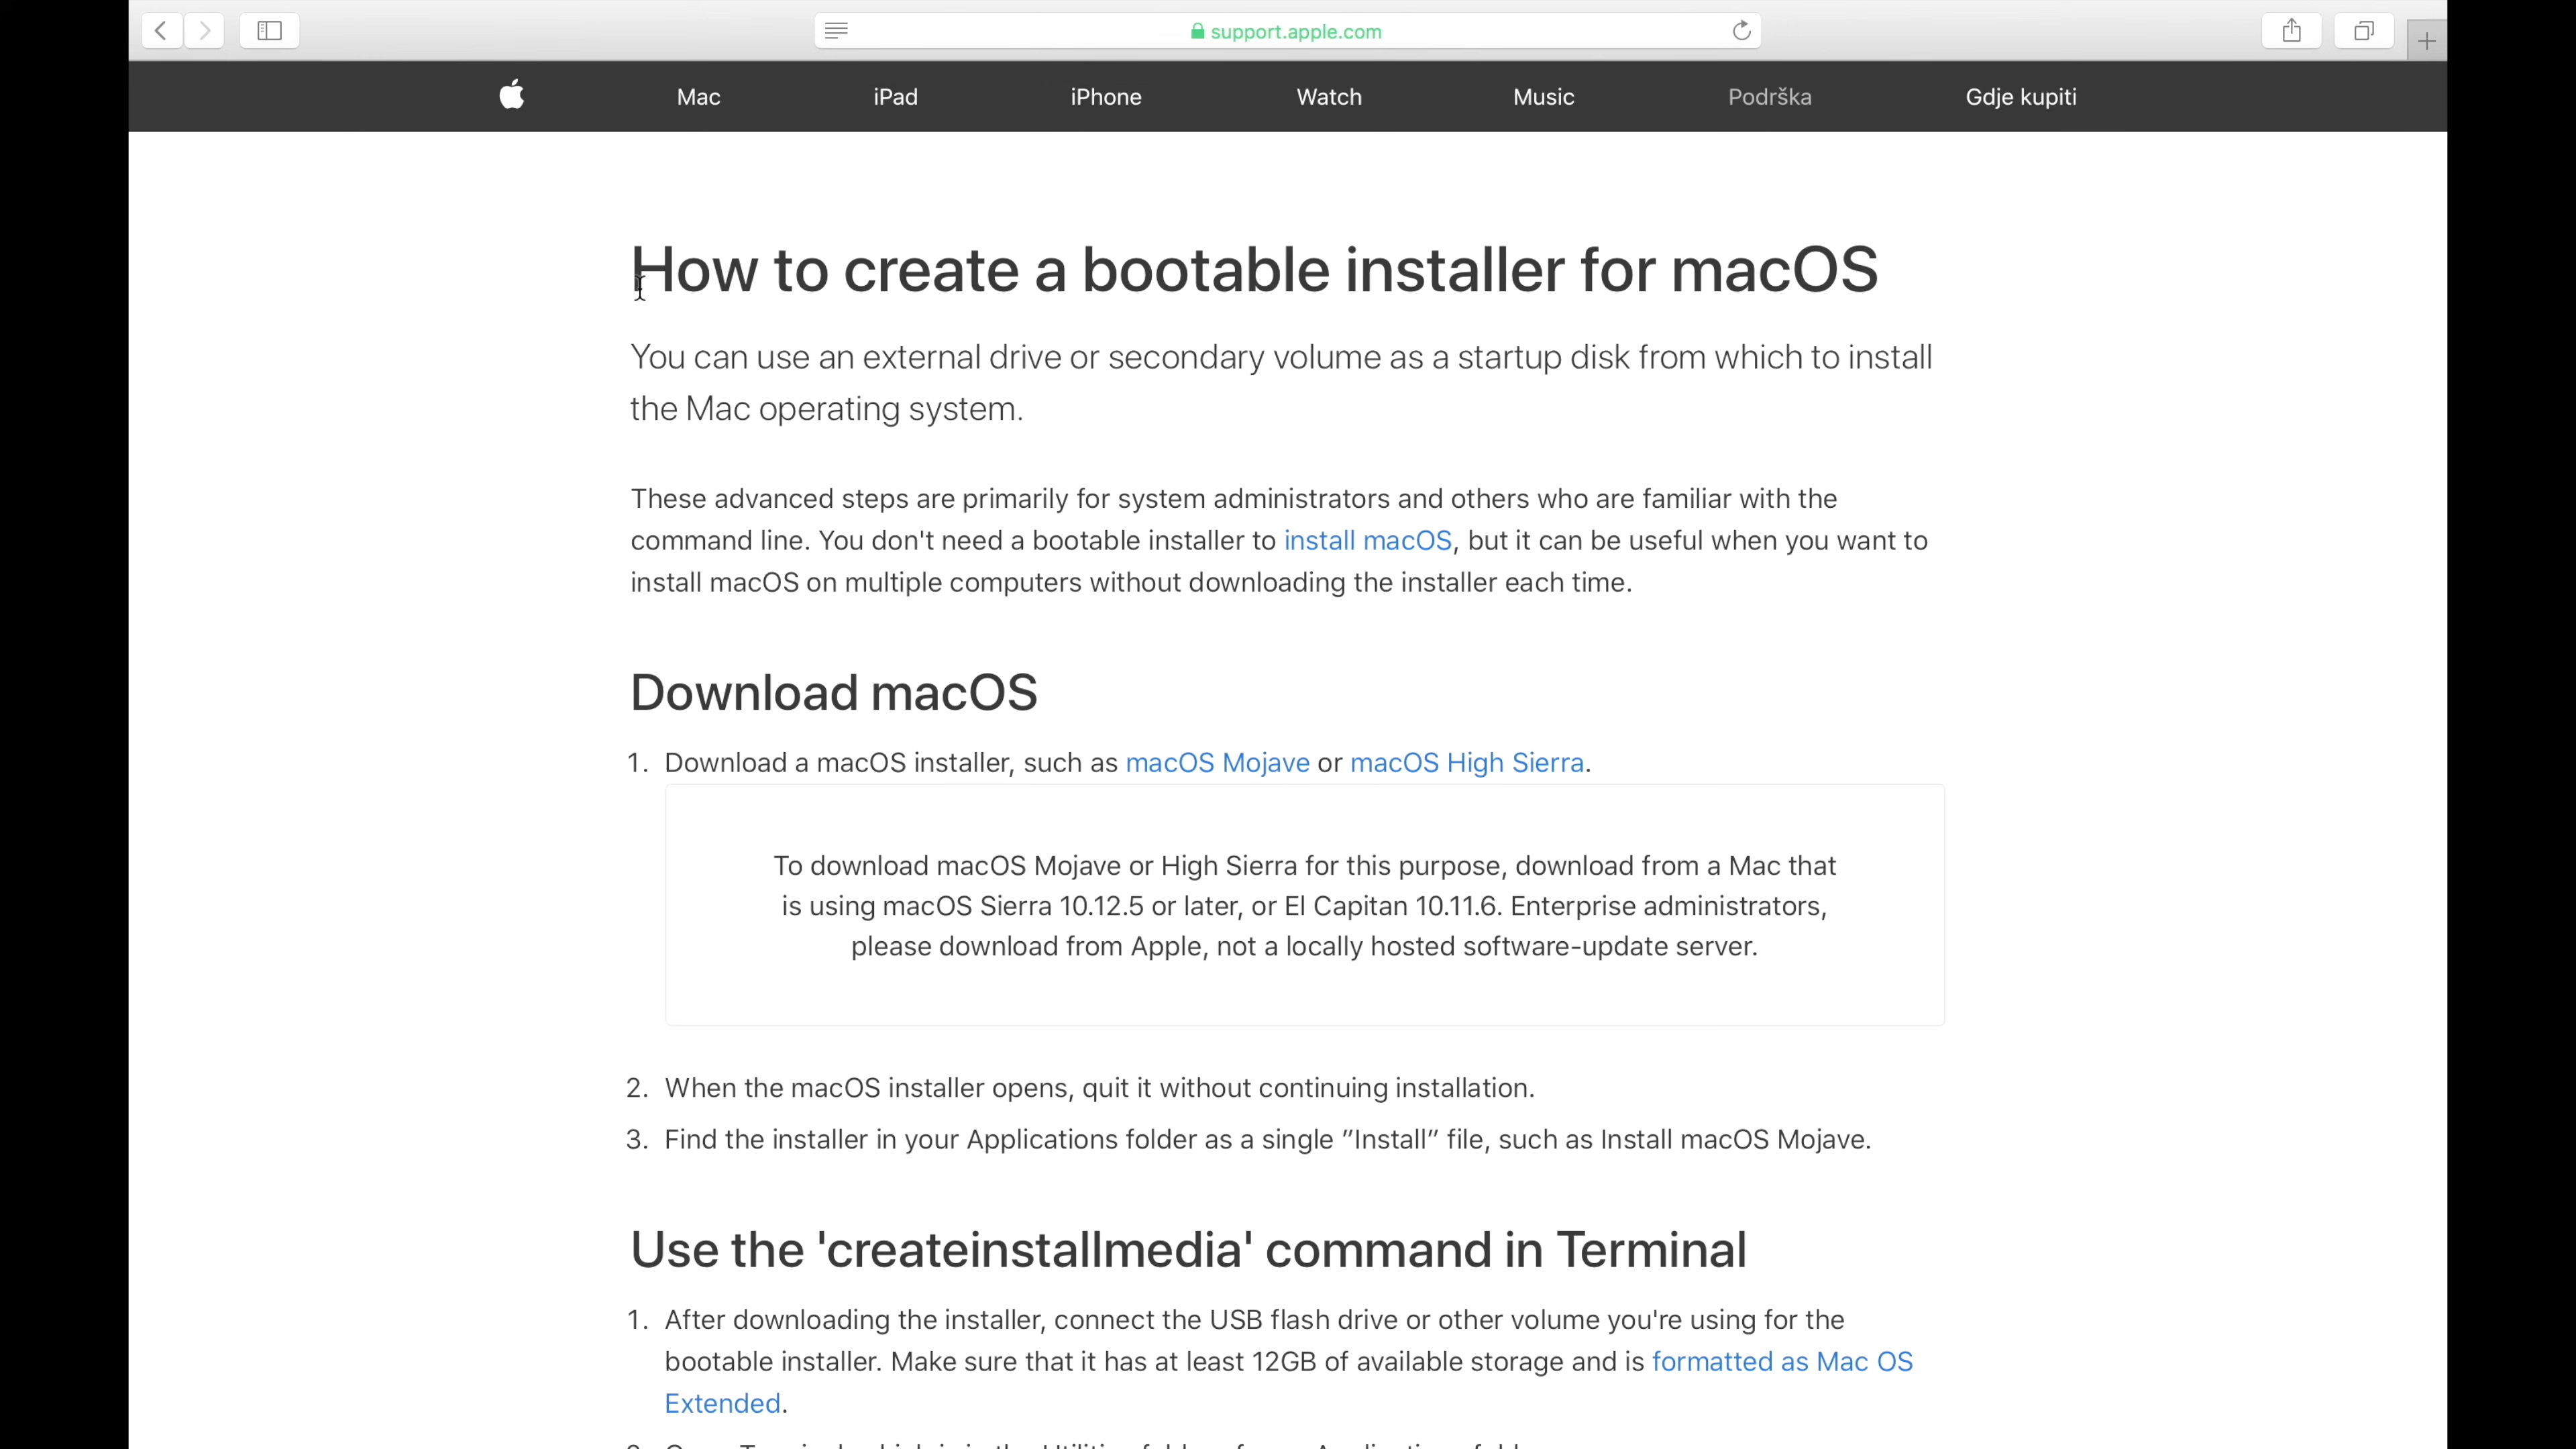 support.apple.com
Mac iPad iPhone Watch Music Podrška Gdje kupiti
How to create a bootable installer for macOS
You can use an external drive or secondary volume as a startup disk from which to install
the Mac operating system.
These advanced steps are primarily for system administrators and others who are familiar with the
command line. You don't need a bootable installer to install macOS, but it can be useful when you want to
install macOS on multiple computers without downloading the installer each time.
Download macOS
1. Download a macOS installer, such as macOS Mojave or macOS High Sierra.
To download macOS Mojave or High Sierra for this purpose, download from a Mac that
is using macOS Sierra 10.12.5 or later, or El Capitan 10.11.6. Enterprise administrators,
please download from Apple, not a locally hosted software-update server.
2. When the macOS installer opens, quit it without continuing installation.
3. Find the installer in your Applications folder as a single ″Install″ file, such as Install macOS Mojave.
Use the 'createinstallmedia' command in Terminal
1. After downloading the installer, connect the USB flash drive or other volume you're using for the
bootable installer. Make sure that it has at least 12GB of available storage and is formatted as Mac OS
Extended.